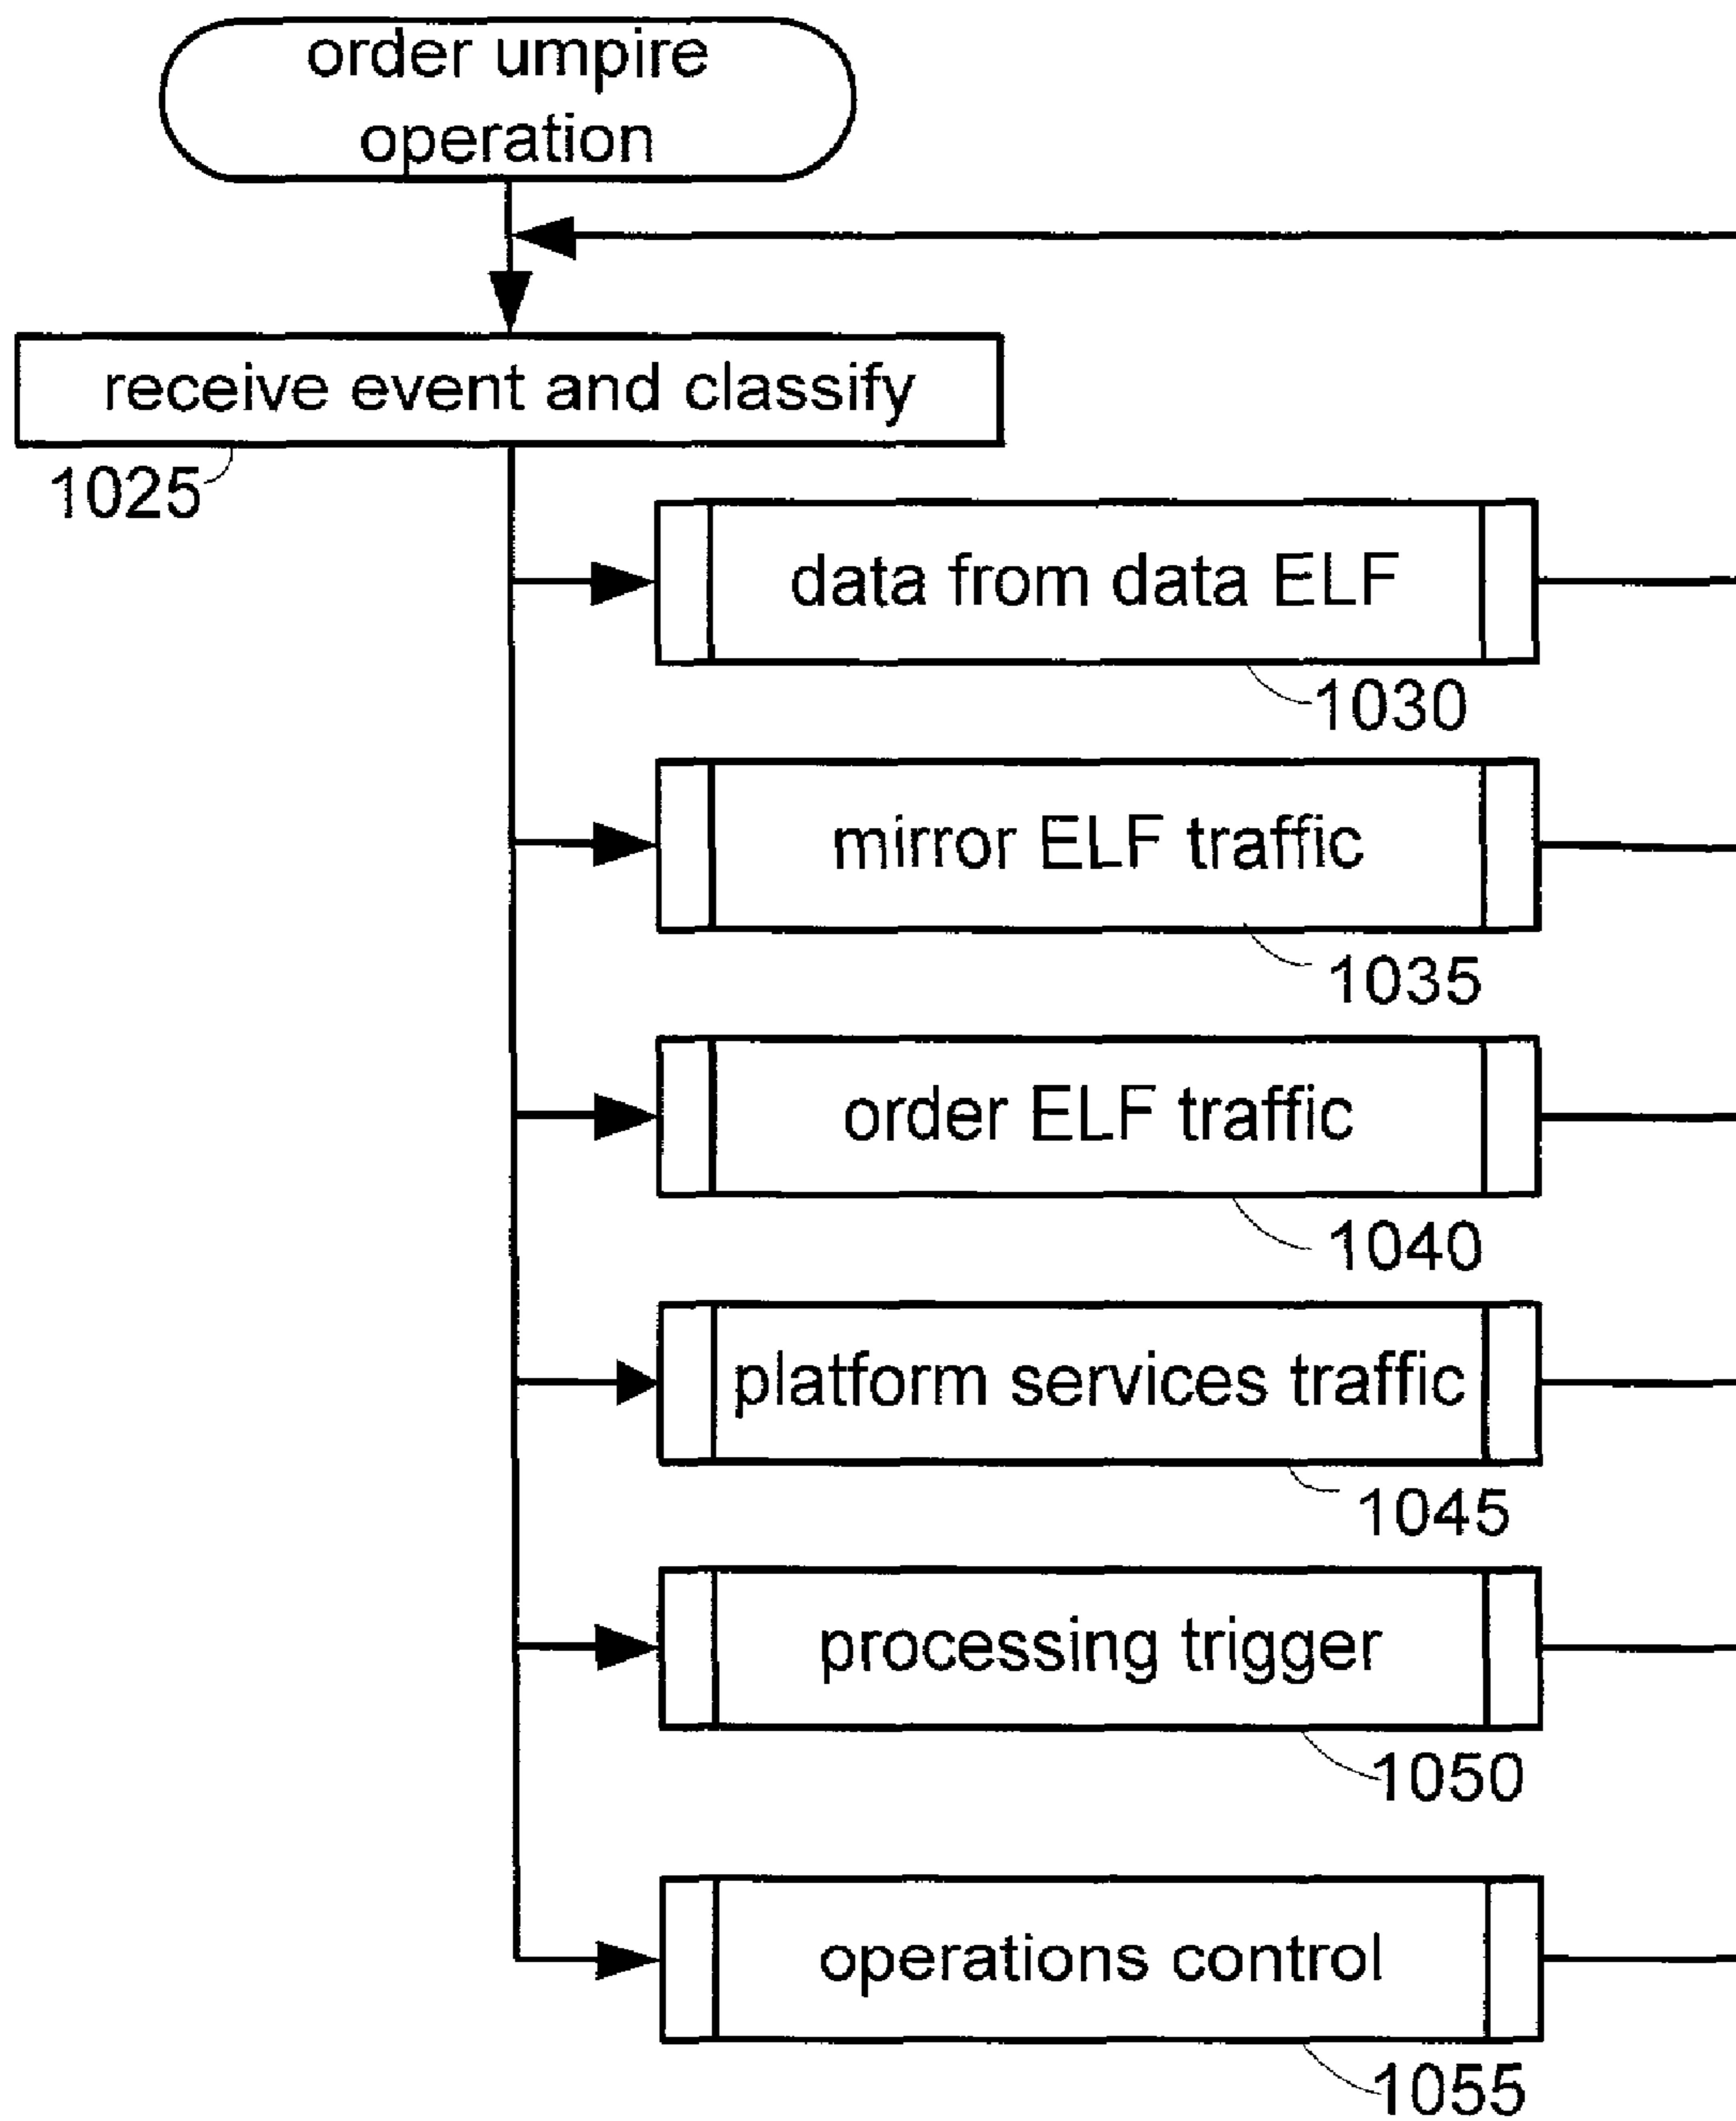 order umpire
operation
receive event and classify
1025
data from data ELF
1030
mirror ELF traffic
1035
order ELF traffic
1040
platform services traffic
1045
processing trigger
1050
operations control
1055